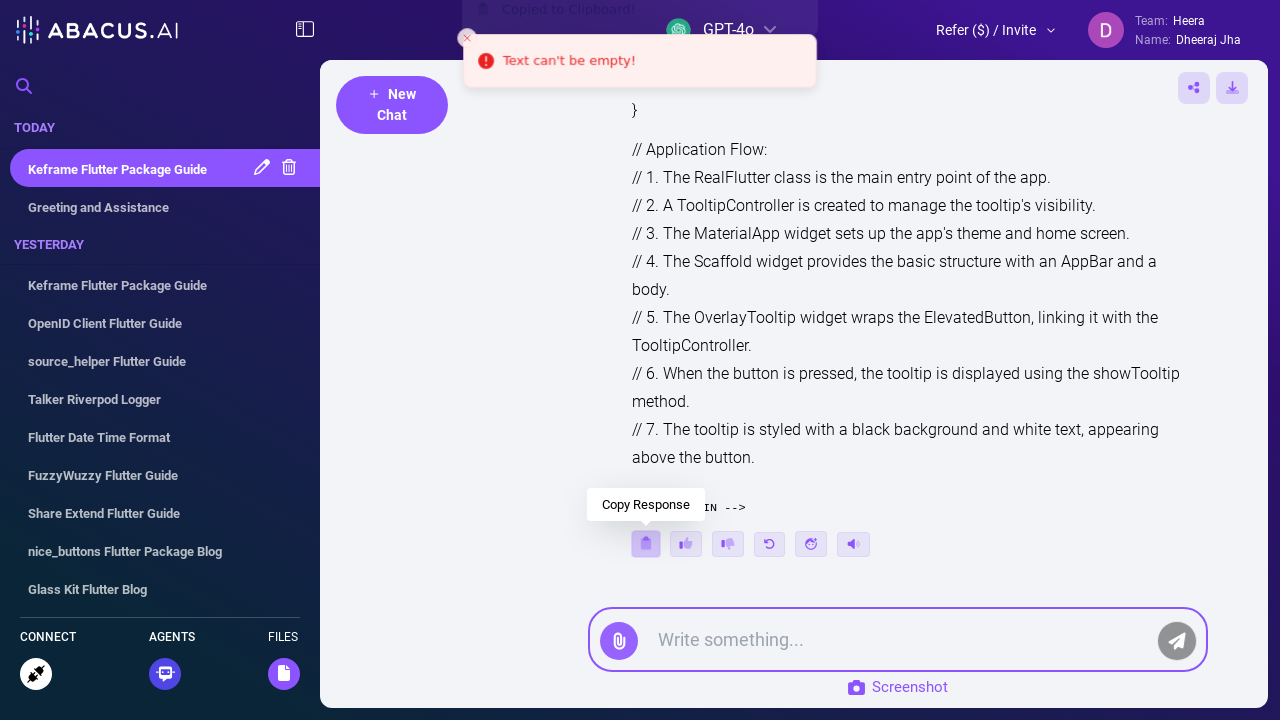 ABACUS.AI
Copied to Clipboard!
GPT-4o
Text can't be empty!
Refer ($) / Invite
D
Team: Heera
Name: Dheeraj Jha
TODAY
Keframe Flutter Package Guide
Greeting and Assistance
YESTERDAY
Keframe Flutter Package Guide
OpenID Client Flutter Guide
source_helper Flutter Guide
Talker Riverpod Logger
Flutter Date Time Format
FuzzyWuzzy Flutter Guide
Share Extend Flutter Guide
nice_buttons Flutter Package Blog
Glass Kit Flutter Blog
CONNECT
AGENTS
FILES
+ New
Chat
}
// Application Flow:
// 1. The RealFlutter class is the main entry point of the app.
// 2. A TooltipController is created to manage the tooltip's visibility.
// 3. The MaterialApp widget sets up the app's theme and home screen.
// 4. The Scaffold widget provides the basic structure with an AppBar and a
body.
// 5. The OverlayTooltip widget wraps the ElevatedButton, linking it with the
TooltipController.
// 6. When the button is pressed, the tooltip is displayed using the showTooltip
method.
// 7. The tooltip is styled with a black background and white text, appearing
above the button.
IN -->
Copy Response
Write something...
Screenshot